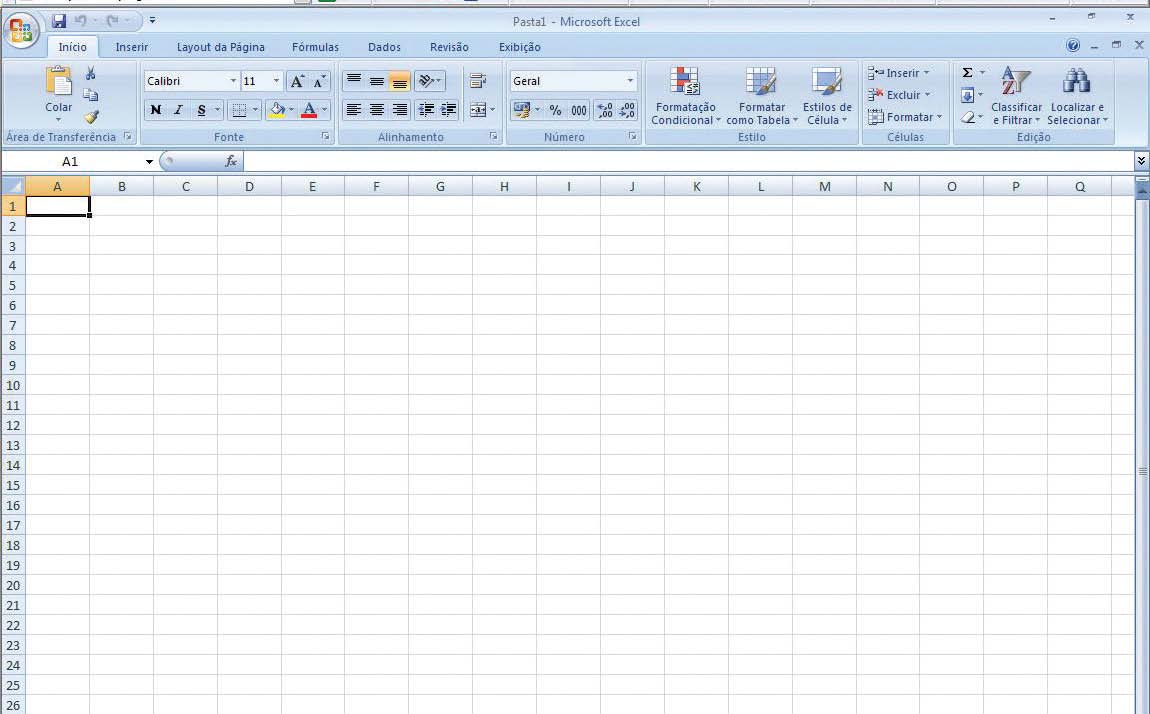 Pasta1 - Microsoft Excel
Início Inserir Layout da Página Fórmulas Dados Revisão Exibição
Colar
Área de Transferência
Calibri 11
N I S
Fonte
Alinhamento
Geral
% 000 ,00 ,00
Número
Formatação Condicional
Formatar como Tabela
Estilos de Célula
Estilo
Inserir
Excluir
Formatar
Células
Σ
Classificar e Filtrar
Localizar e Selecionar
Edição
A1 fx
A B C D E F G H I J K L M N O P Q
1
2
3
4
5
6
7
8
9
10
11
12
13
14
15
16
17
18
19
20
21
22
23
24
25
26